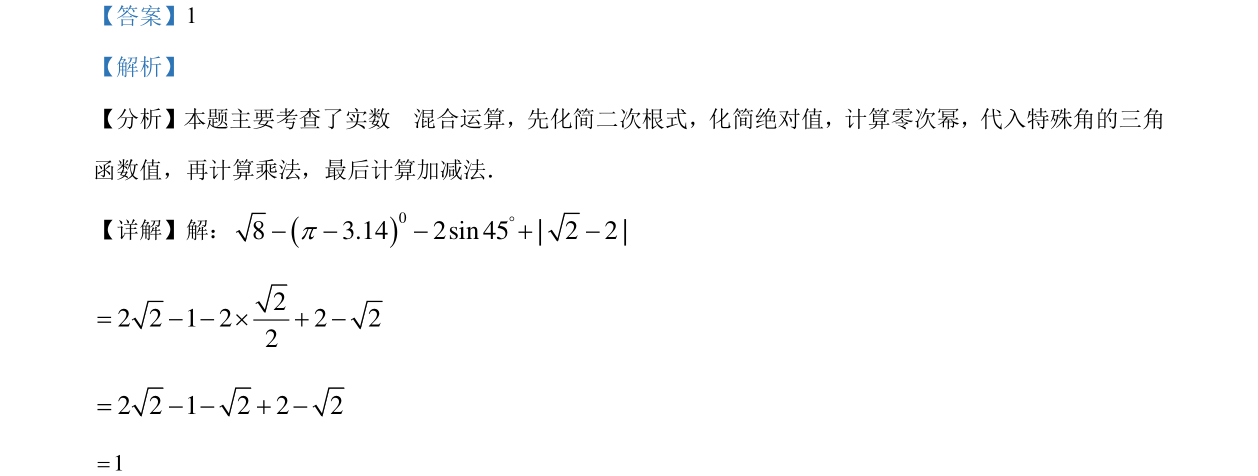 【答案】1
【解析】
【分析】本题主要考查了实数 混合运算，先化简二次根式，化简绝对值，计算零次幂，代入特殊角的三角
函数值，再计算乘法，最后计算加减法．
【详解】解：√8－(π－3.14)⁰－2sin45°＋|√2－2|
＝2√2－1－2×√2/2＋2－√2
＝2√2－1－√2＋2－√2
＝1